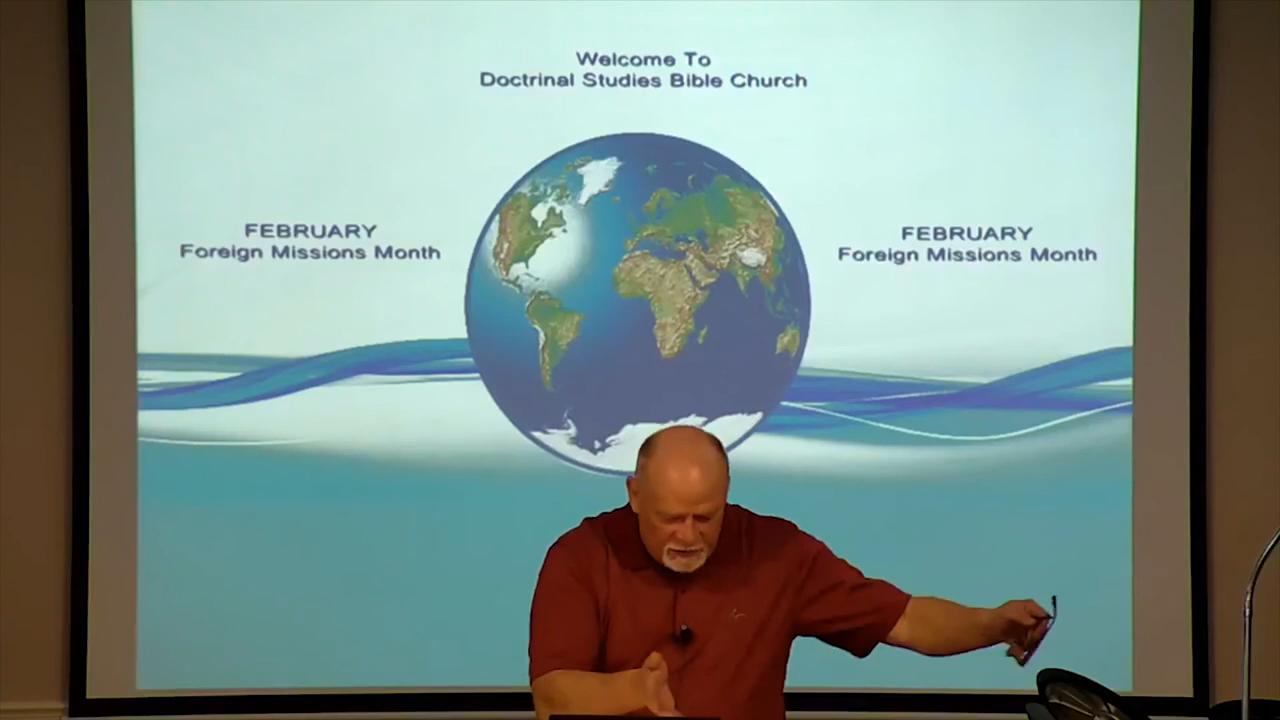 Welcome To
Doctrinal Studies Bible Church
FEBRUARY
Foreign Missions Month
FEBRUARY
Foreign Missions Month